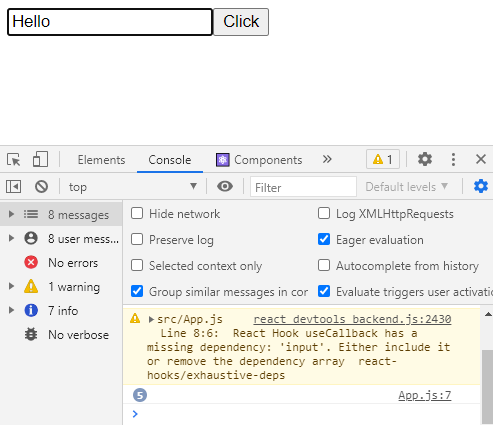 Hello Click
Elements Console Components » 1
top Filter Default levels
8 messages
8 user mess...
No errors
1 warning
7 info
No verbose
Hide network Log XMLHttpRequests
Preserve log Eager evaluation
Selected context only Autocomplete from history
Group similar messages in cor Evaluate triggers user activatio
src/App.js react devtools backend.js:2430
Line 8:6: React Hook useCallback has a
missing dependency: 'input'. Either include it
or remove the dependency array react-
hooks/exhaustive-deps
5 App.js:7